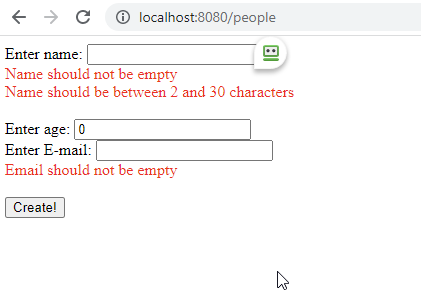 localhost:8080/people
Enter name:
Name should not be empty
Name should be between 2 and 30 characters
Enter age: 0
Enter E-mail:
Email should not be empty
Create!